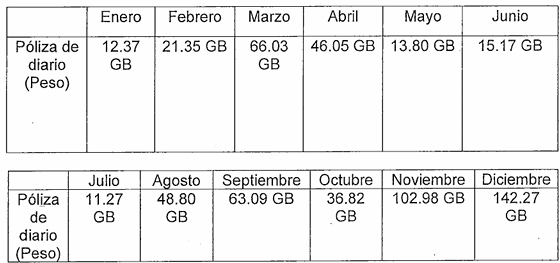 Enero Febrero Marzo Abril Mayo Junio
Póliza de 12.37 21.35 GB 66.03 46.05 GB 13.80 GB 15.17 GB
diario GB GB
(Peso)
Julio Agosto Septiembre Octubre Noviembre Diciembre
Póliza 11.27 48.80 63.09 GB 36.82 102.98 GB 142.27
de GB GB GB GB
diario
(Peso)